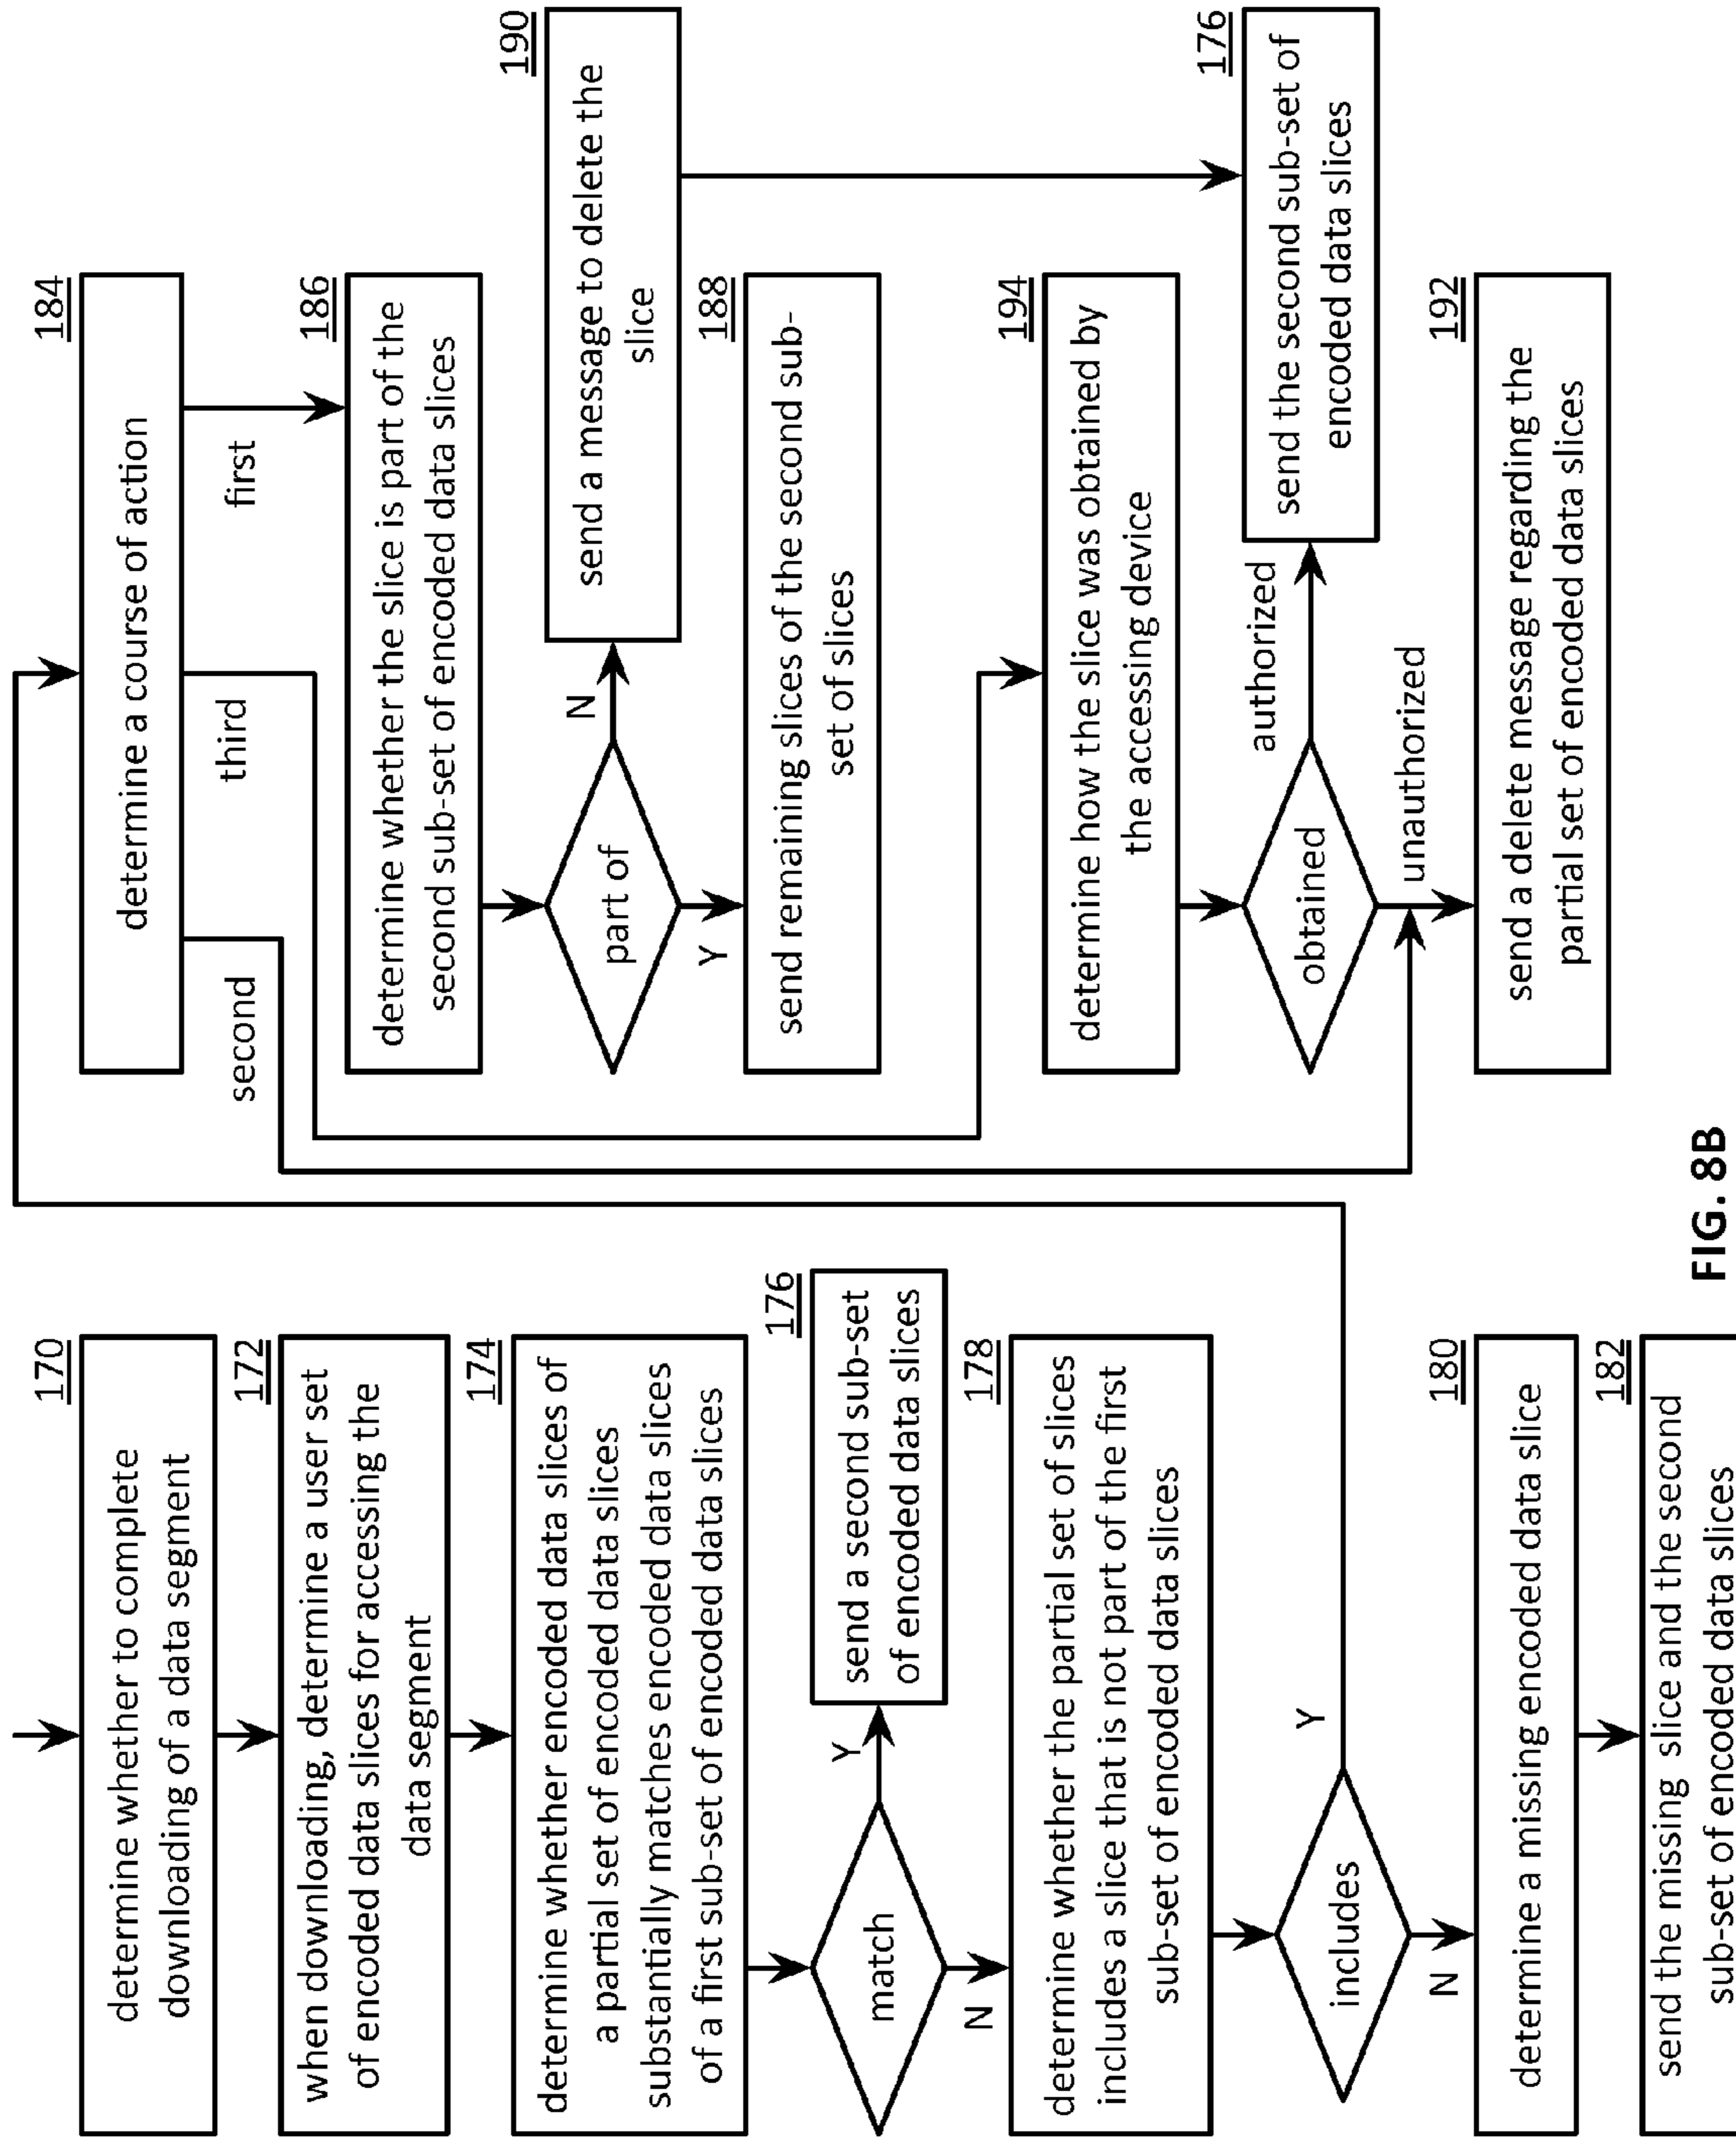 170
determine whether to complete
downloading of a data segment
172
when downloading, determine a user set
of encoded data slices for accessing the
data segment
174
determine whether encoded data slices of
a partial set of encoded data slices
substantially matches encoded data slices
of a first sub-set of encoded data slices
match
Y
N
176
send a second sub-set
of encoded data slices
178
determine whether the partial set of slices
includes a slice that is not part of the first
sub-set of encoded data slices
includes
Y
N
180
determine a missing encoded data slice
182
send the missing slice and the second
sub-set of encoded data slices
184
determine a course of action
second
third
first
186
determine whether the slice is part of the
second sub-set of encoded data slices
part of
N
Y
190
send a message to delete the
slice
188
send remaining slices of the second sub-
set of slices
194
determine how the slice was obtained by
the accessing device
obtained
authorized
unauthorized
176
send the second sub-set of
encoded data slices
192
send a delete message regarding the
partial set of encoded data slices
FIG. 8B